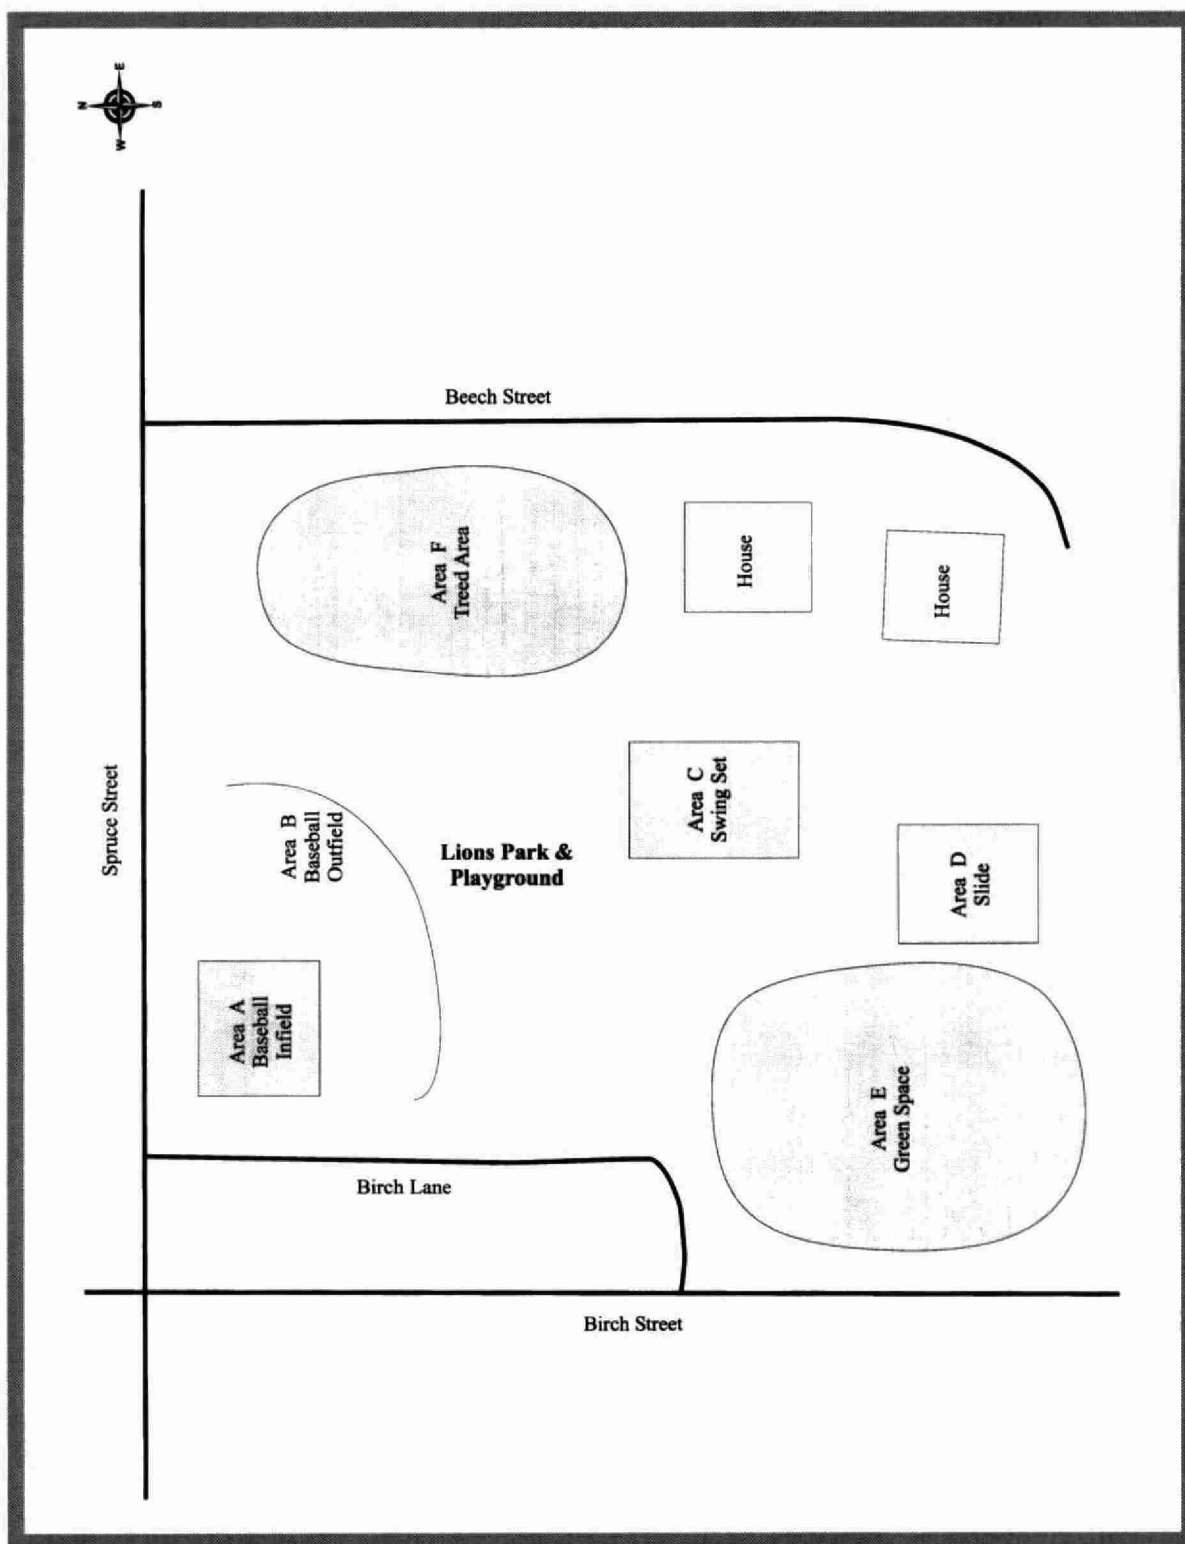 E
N
S
W
Beech Street
Area F
Treed Area
House
House
Spruce Street
Area B
Baseball
Outfield
Lions Park &
Playground
Area C
Swing Set
Area D
Slide
Area A
Baseball
Infield
Area E
Green Space
Birch Lane
Birch Street